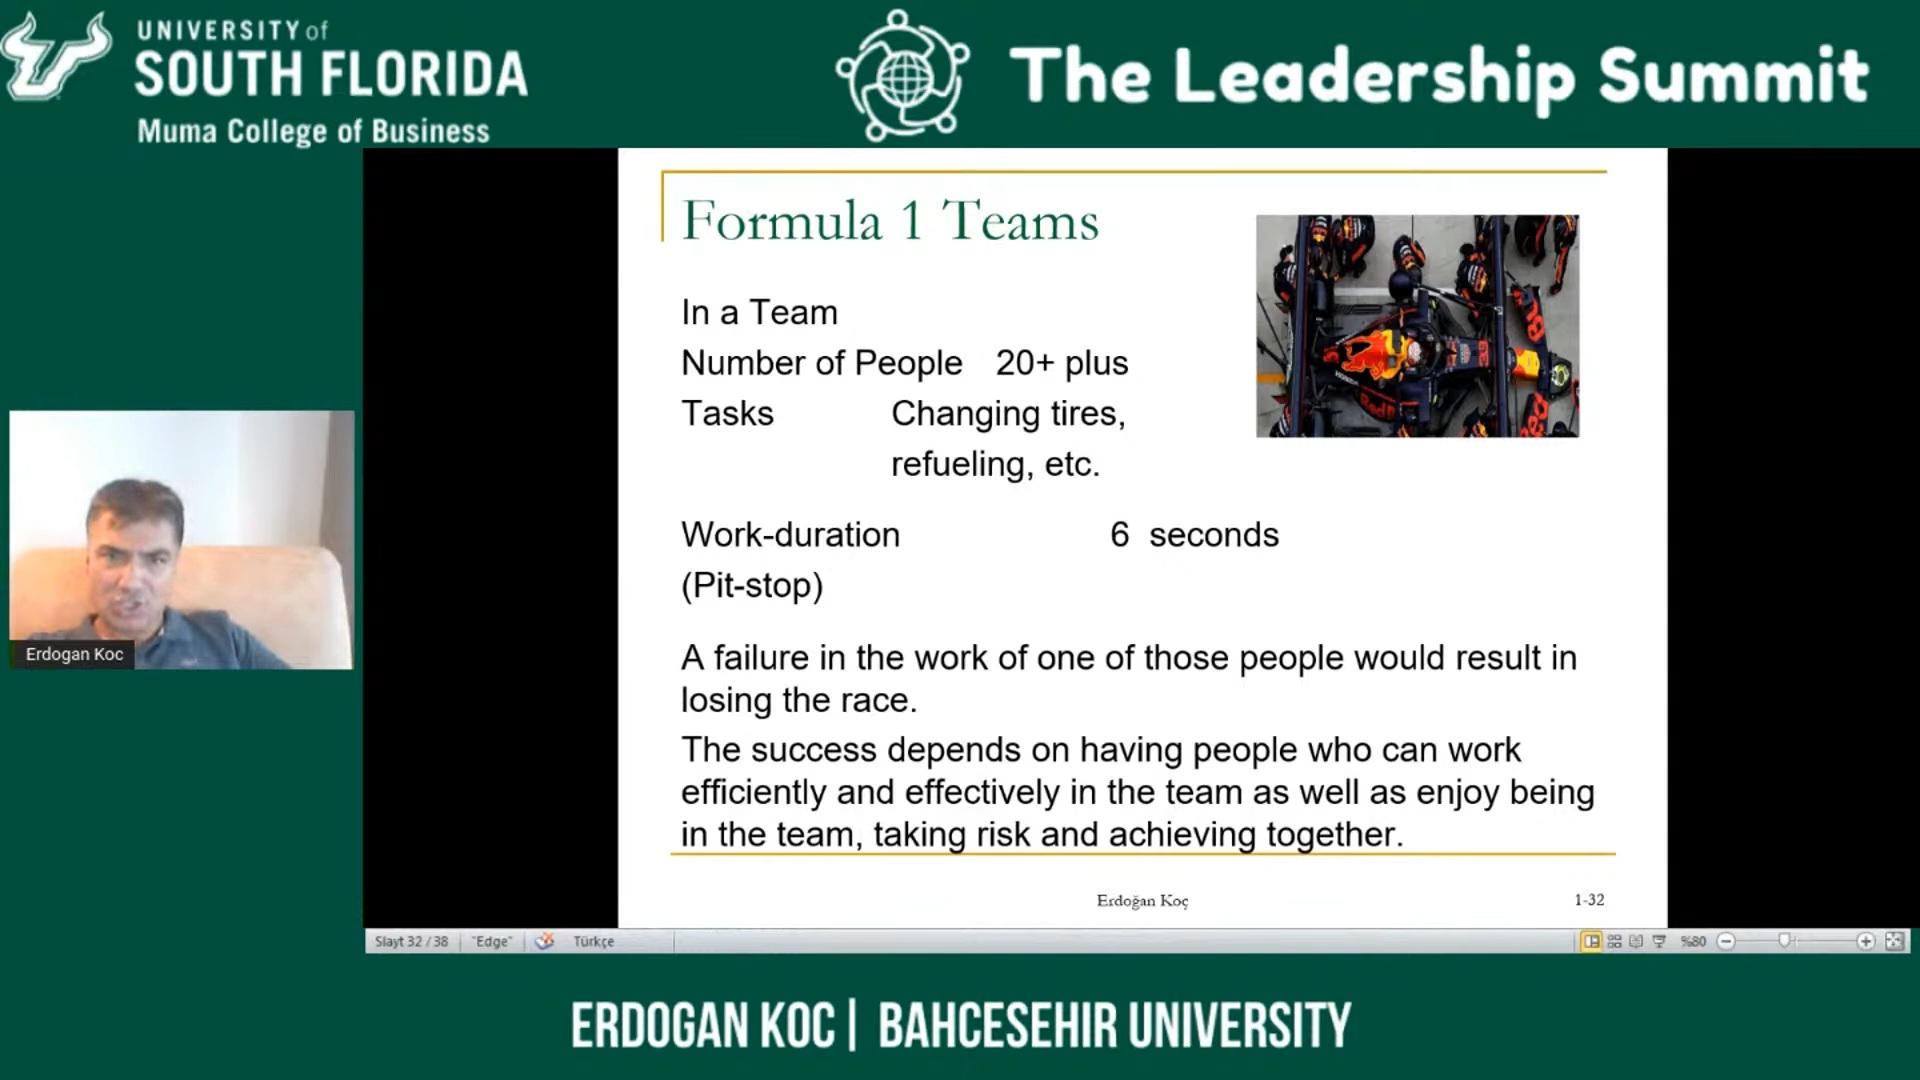 UNIVERSITY of
SOUTH FLORIDA
Muma College of Business
The Leadership Summit
Formula 1 Teams
In a Team
Number of People 20+ plus
Tasks Changing tires,
refueling, etc.
Work-duration 6 seconds
(Pit-stop)
A failure in the work of one of those people would result in
losing the race.
The success depends on having people who can work
efficiently and effectively in the team as well as enjoy being
in the team, taking risk and achieving together.
Erdoğan Koç
1-32
Erdogan Koc
Slayt 32 / 38 "Edge" Türkçe %80
ERDOGAN KOC | BAHCESEHIR UNIVERSITY